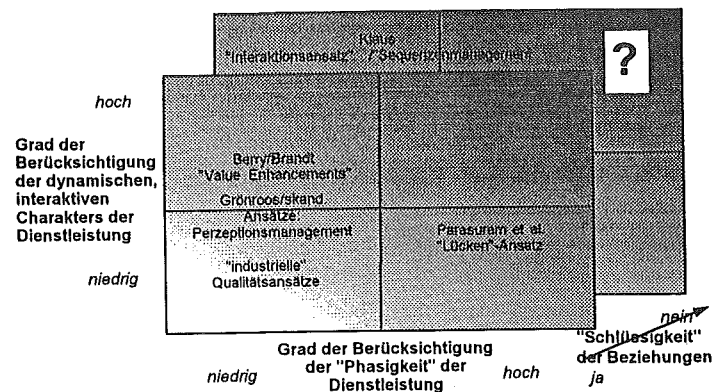 Klaus
"Interaktionsansatz" "Sequenzenmanagement"
?
hoch
Grad der
Berücksichtigung
der dynamischen,
interaktiven
Charakters der
Dienstleistung
niedrig
Berry/Brandt
"Value Enhancements"
Grönroos/skand.
Ansätze:
Perzeptionsmanagement
"industrielle"
Qualitätsansätze
Parasuram et al.
"Lücken"-Ansatz
nein
"Schlüssigkeit"
der Beziehungen
ja
Grad der Berücksichtigung
der "Phasigkeit" der
Dienstleistung
niedrig
hoch